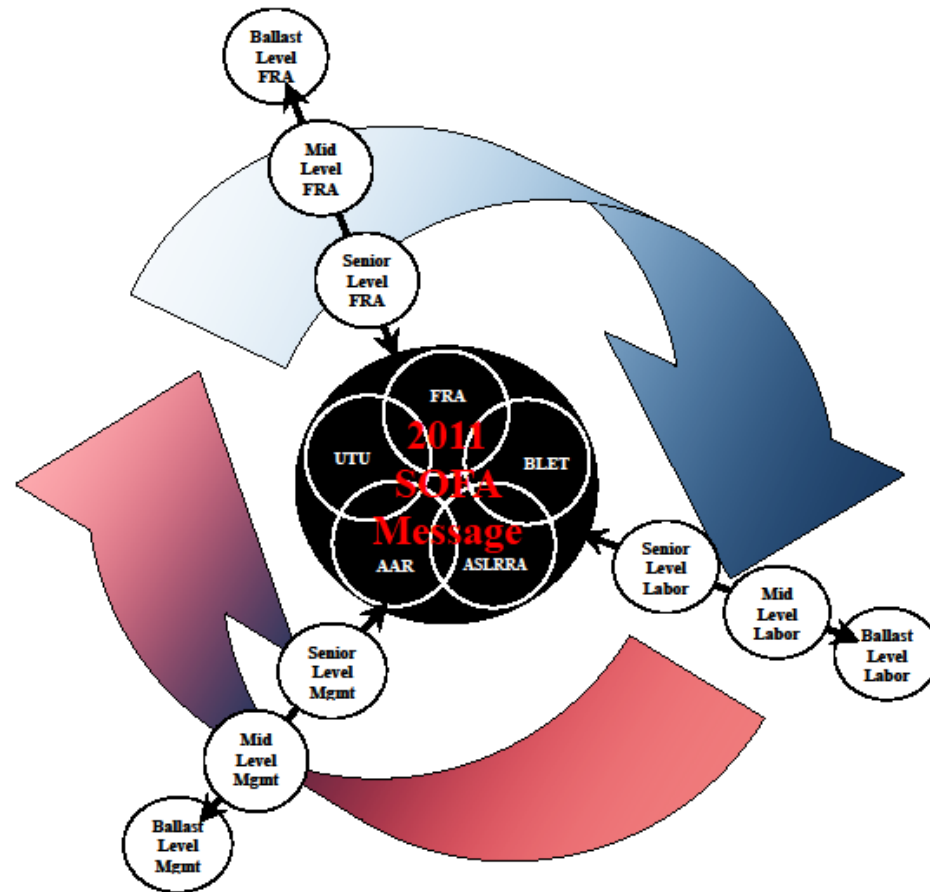 Ballast
Level
FRA
Mid
Level
FRA
Senior
Level
FRA
FRA
UTU
BLET
2011
SOFA
Message
AAR
ASLRRA
Senior
Level
Labor
Mid
Level
Labor
Ballast
Level
Labor
Senior
Level
Mgmt
Mid
Level
Mgmt
Ballast
Level
Mgmt